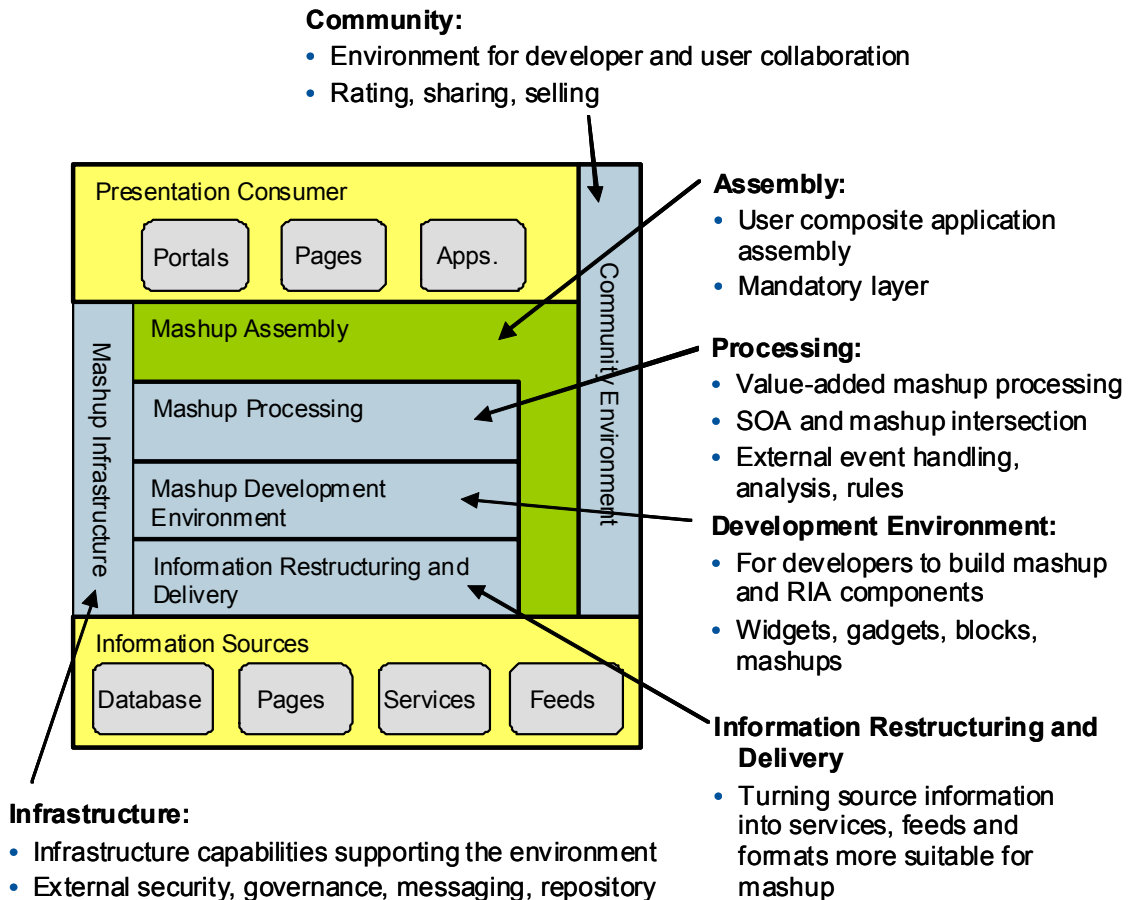 Community:
• Environment for developer and user collaboration
• Rating, sharing, selling
Presentation Consumer
Portals
Pages
Apps.
Community Environment
Mashup Infrastructure
Mashup Assembly
Mashup Processing
Mashup Development
Environment
Information Restructuring and
Delivery
Information Sources
Database
Pages
Services
Feeds
Assembly:
• User composite application
assembly
• Mandatory layer
Processing:
• Value-added mashup processing
• SOA and mashup intersection
• External event handling,
analysis, rules
Development Environment:
• For developers to build mashup
and RIA components
• Widgets, gadgets, blocks,
mashups
Information Restructuring and
Delivery
• Turning source information
into services, feeds and
formats more suitable for
mashup
Infrastructure:
• Infrastructure capabilities supporting the environment
• External security, governance, messaging, repository